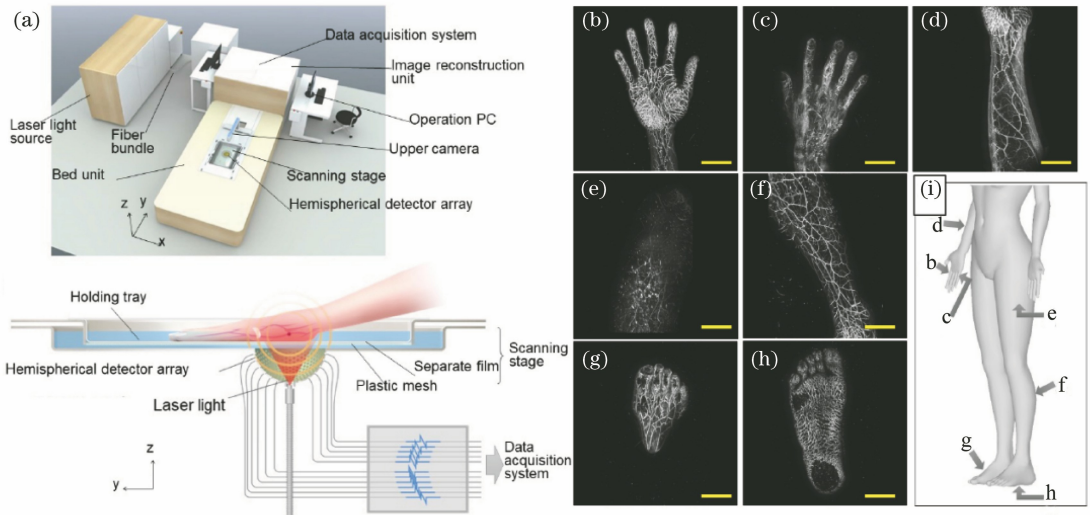 (a)
Data acquisition system
Image reconstruction
unit
Operation PC
Upper camera
Scanning stage
Hemispherical detector array
Laser light
source
Fiber
bundle
Bed unit
z
y
x
Holding tray
Hemispherical detector array
Laser light
Separate film
Plastic mesh
Scanning
stage
Data
acquisition
system
z
y
(b)
(c)
(d)
(e)
(f)
(g)
(h)
(i)
d
b
c
e
f
g
h